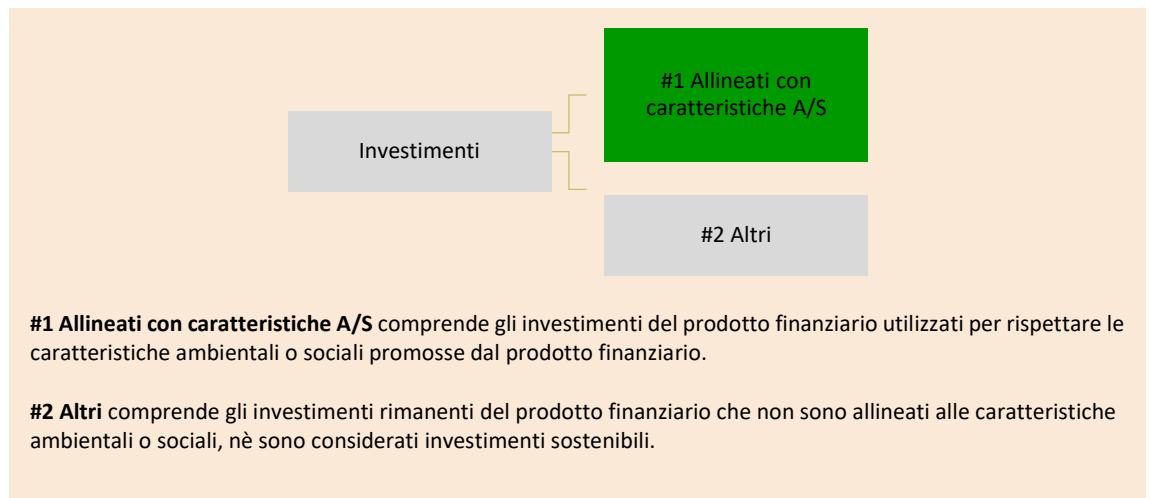 #1 Allineati con
caratteristiche A/S
Investimenti
#2 Altri
#1 Allineati con caratteristiche A/S comprende gli investimenti del prodotto finanziario utilizzati per rispettare le
caratteristiche ambientali o sociali promosse dal prodotto finanziario.
#2 Altri comprende gli investimenti rimanenti del prodotto finanziario che non sono allineati alle caratteristiche
ambientali o sociali, nè sono considerati investimenti sostenibili.